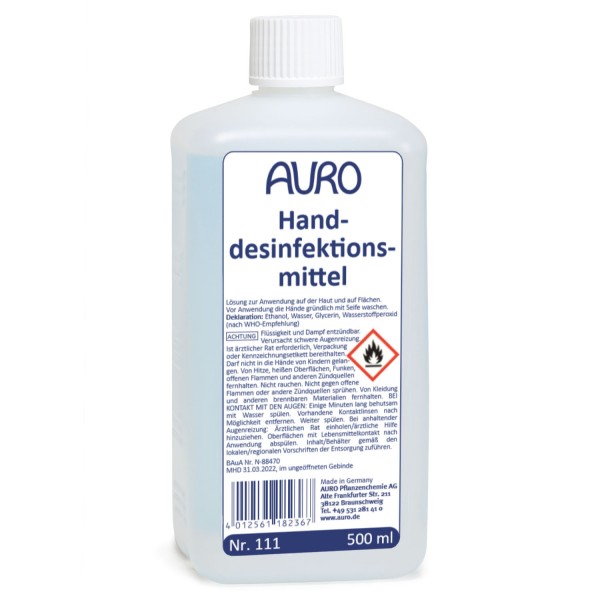 AURO
Hand-
desinfektions-
mittel
Lösung zur Anwendung auf der Haut und auf Flächen.
Vor Anwendung die Hände gründlich mit Seife waschen.
Deklaration: Ethanol, Wasser, Glycerin, Wasserstoffperoxid
(nach WHO-Empfehlung)
ACHTUNG Flüssigkeit und Dampf entzündbar.
Verursacht schwere Augenreizung.
Ist ärztlicher Rat erforderlich, Verpackung
oder Kennzeichnungsetikett bereithalten.
Darf nicht in die Hände von Kindern gelan-
gen. Von Hitze, heißen Oberflächen, Funken,
offenen Flammen und anderen Zündquellen
fernhalten. Nicht rauchen. Nicht gegen offene
Flammen oder andere Zündquellen sprühen. Von Kleidung
und anderen brennbaren Materialien fernhalten. BEI
KONTAKT MIT DEN AUGEN: Einige Minuten lang behutsam
mit Wasser spülen. Vorhandene Kontaktlinsen nach
Möglichkeit entfernen. Weiter spülen. Bei anhaltender
Augenreizung: Ärztlichen Rat einholen/ärztliche Hilfe
hinzuziehen. Oberflächen mit Lebensmittelkontakt nach
Anwendung abspülen. Inhalt/Behälter gemäß den
lokalen/regionalen Vorschriften der Entsorgung zuführen.
BAuA Nr. N-88470
MHD 31.03.2022, im ungeöffneten Gebinde
Made in Germany
AURO Pflanzenchemie AG
Alte Frankfurter Str. 211
38122 Braunschweig
Tel. +49 531 281 41 0
www.auro.de
4 012561 182367
Nr. 111 500 ml